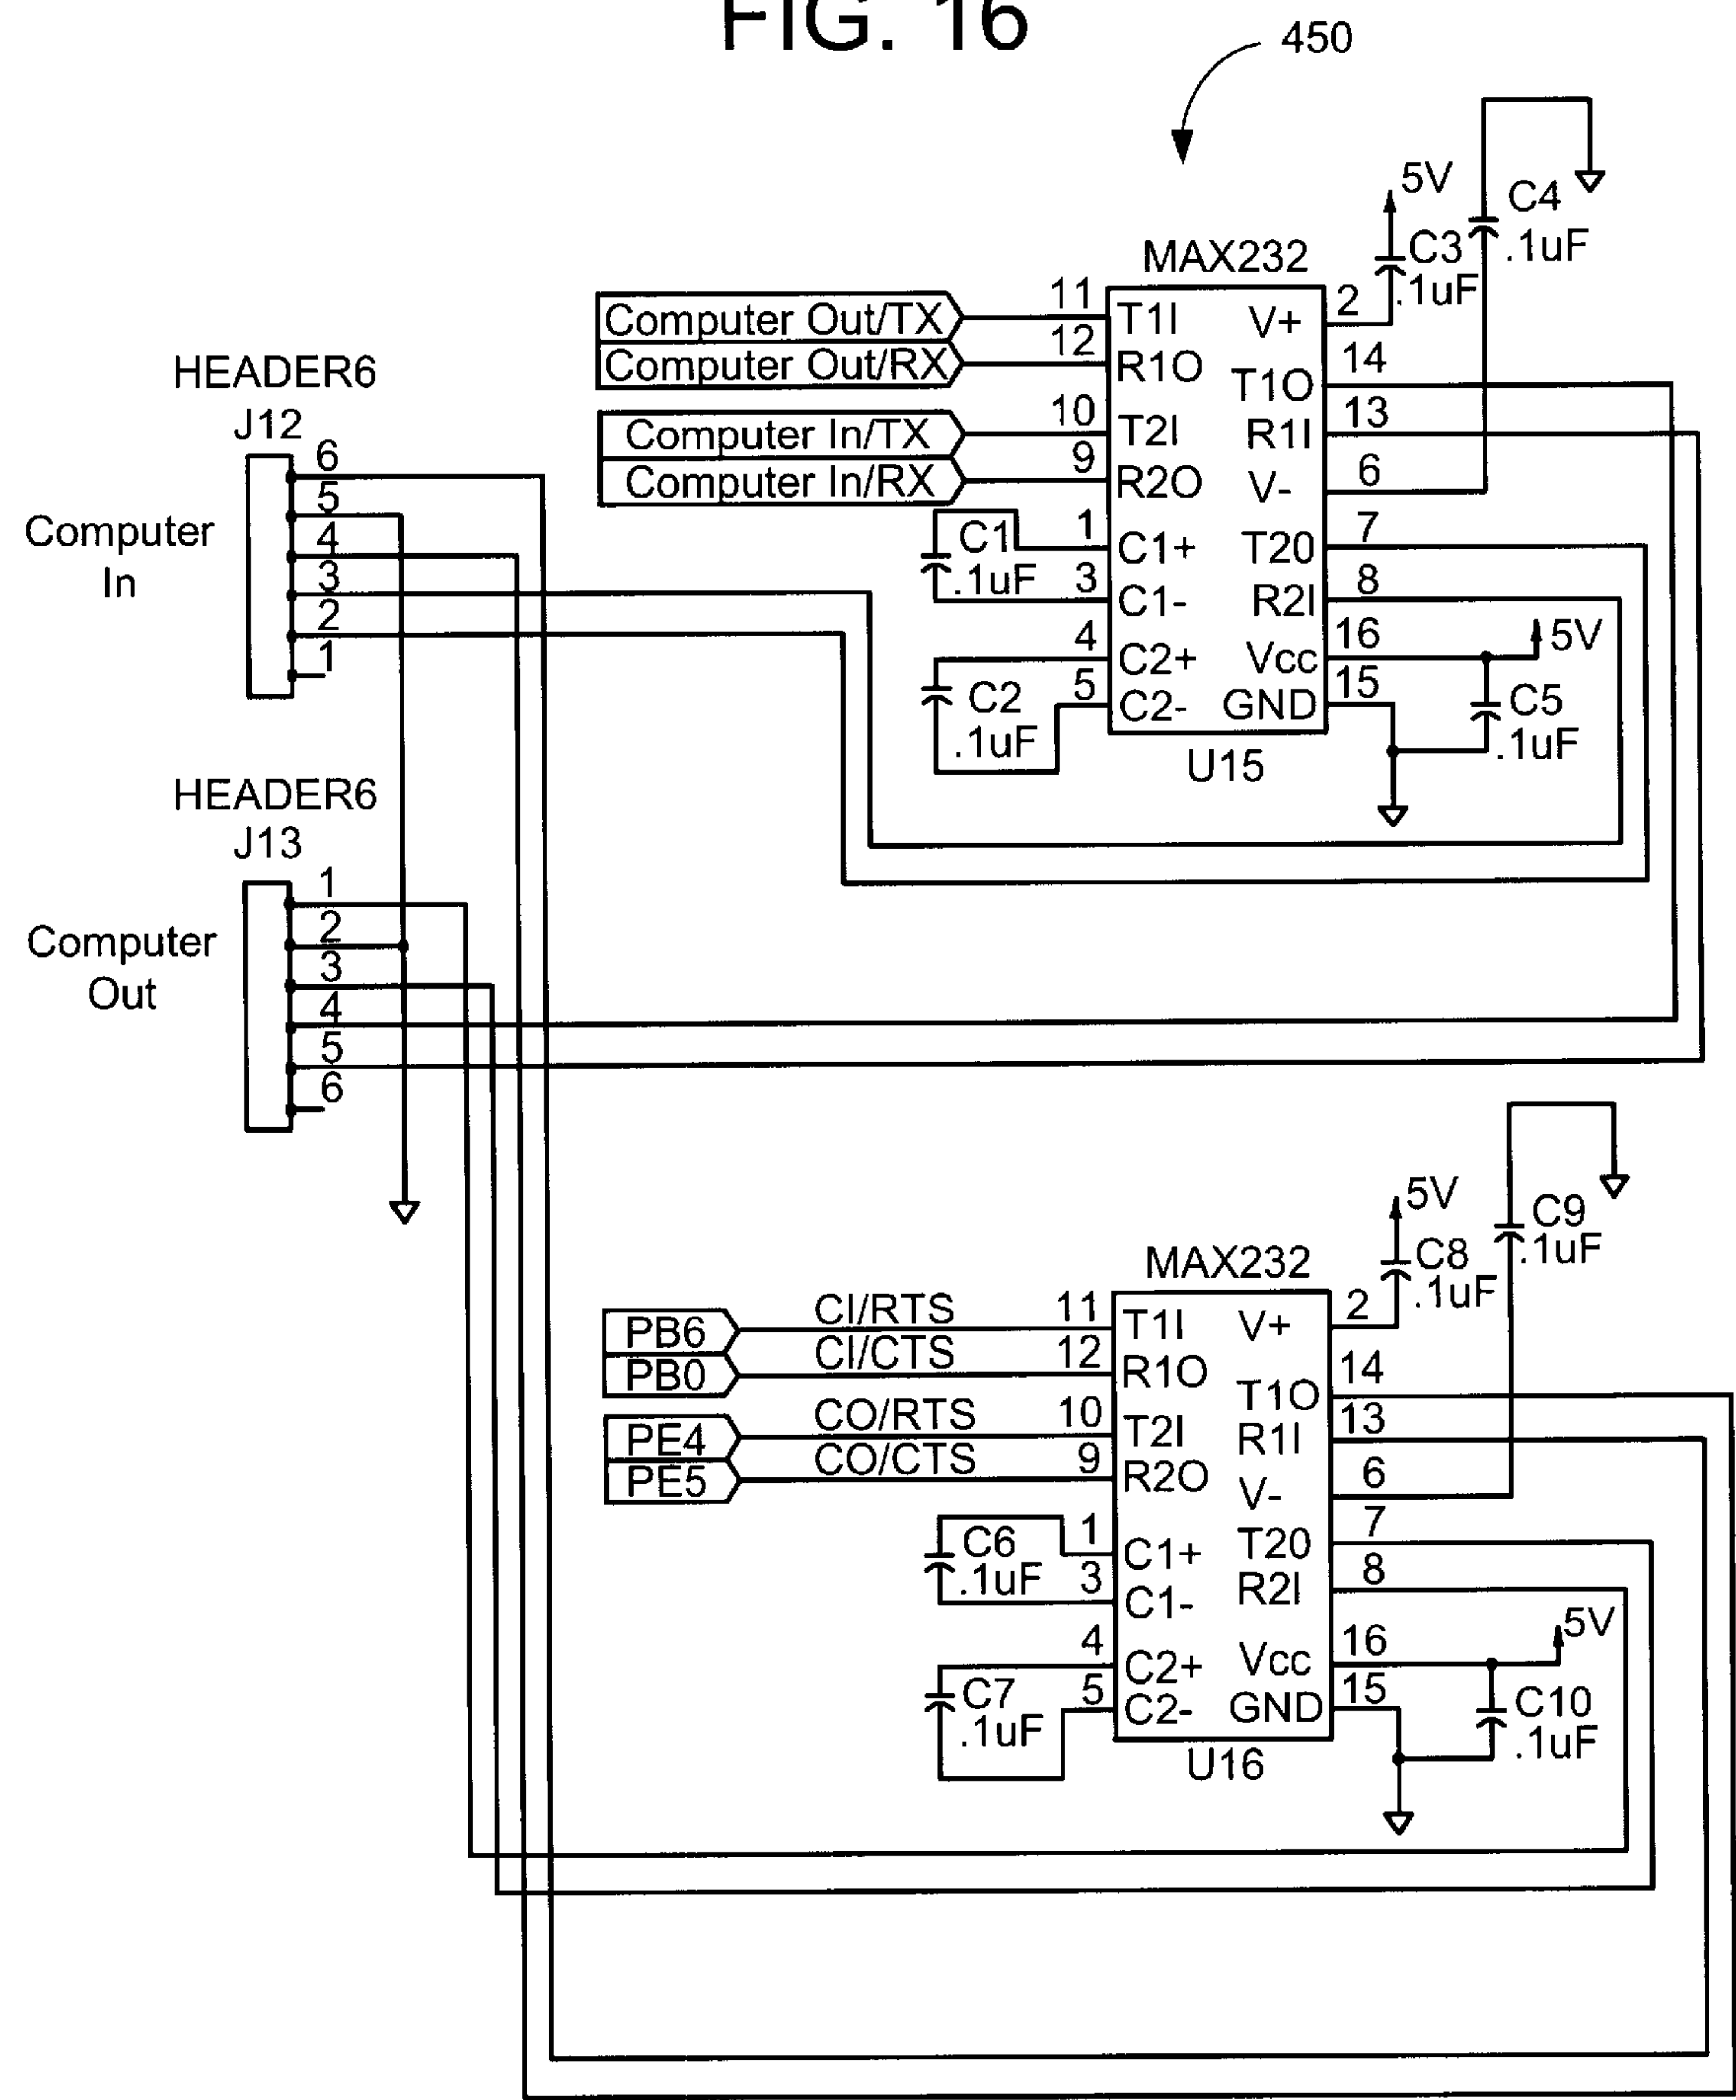 FIG. 16
450
HEADER6
J12
6
5
4
3
2
1
Computer
In
HEADER6
J13
1
2
3
4
5
6
Computer
Out
MAX232
Computer Out/TX
Computer Out/RX
Computer In/TX
Computer In/RX
11
12
10
9
1
3
4
5
T1I
R1O
T2I
R2O
C1+
C1-
C2+
C2-
V+
T1O
R1I
V-
T20
R2I
Vcc
GND
2
14
13
6
7
8
16
15
U15
C1
.1uF
C2
.1uF
5V
C3
.1uF
C4
.1uF
5V
C5
.1uF
MAX232
PB6
PB0
PE4
PE5
CI/RTS
CI/CTS
CO/RTS
CO/CTS
11
12
10
9
1
3
4
5
T1I
R1O
T2I
R2O
C1+
C1-
C2+
C2-
V+
T1O
R1I
V-
T20
R2I
Vcc
GND
2
14
13
6
7
8
16
15
U16
C6
.1uF
C7
.1uF
5V
C8
.1uF
C9
.1uF
5V
C10
.1uF